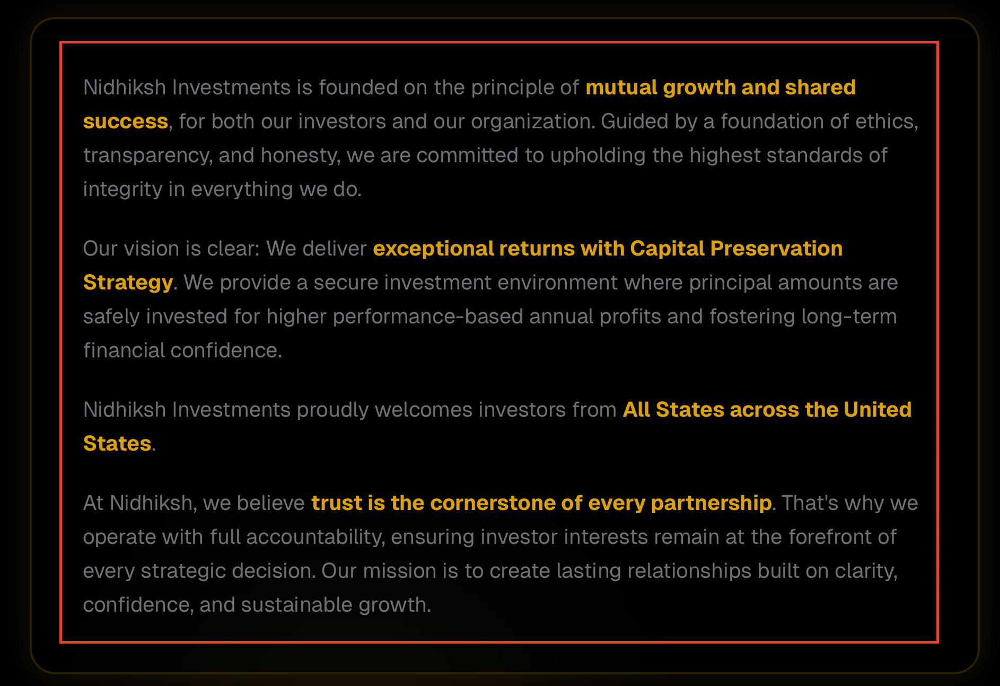 Nidhiksh Investments is founded on the principle of mutual growth and shared
success, for both our investors and our organization. Guided by a foundation of ethics,
transparency, and honesty, we are committed to upholding the highest standards of
integrity in everything we do.
Our vision is clear: We deliver exceptional returns with Capital Preservation
Strategy. We provide a secure investment environment where principal amounts are
safely invested for higher performance-based annual profits and fostering long-term
financial confidence.
Nidhiksh Investments proudly welcomes investors from All States across the United
States.
At Nidhiksh, we believe trust is the cornerstone of every partnership. That's why we
operate with full accountability, ensuring investor interests remain at the forefront of
every strategic decision. Our mission is to create lasting relationships built on clarity,
confidence, and sustainable growth.